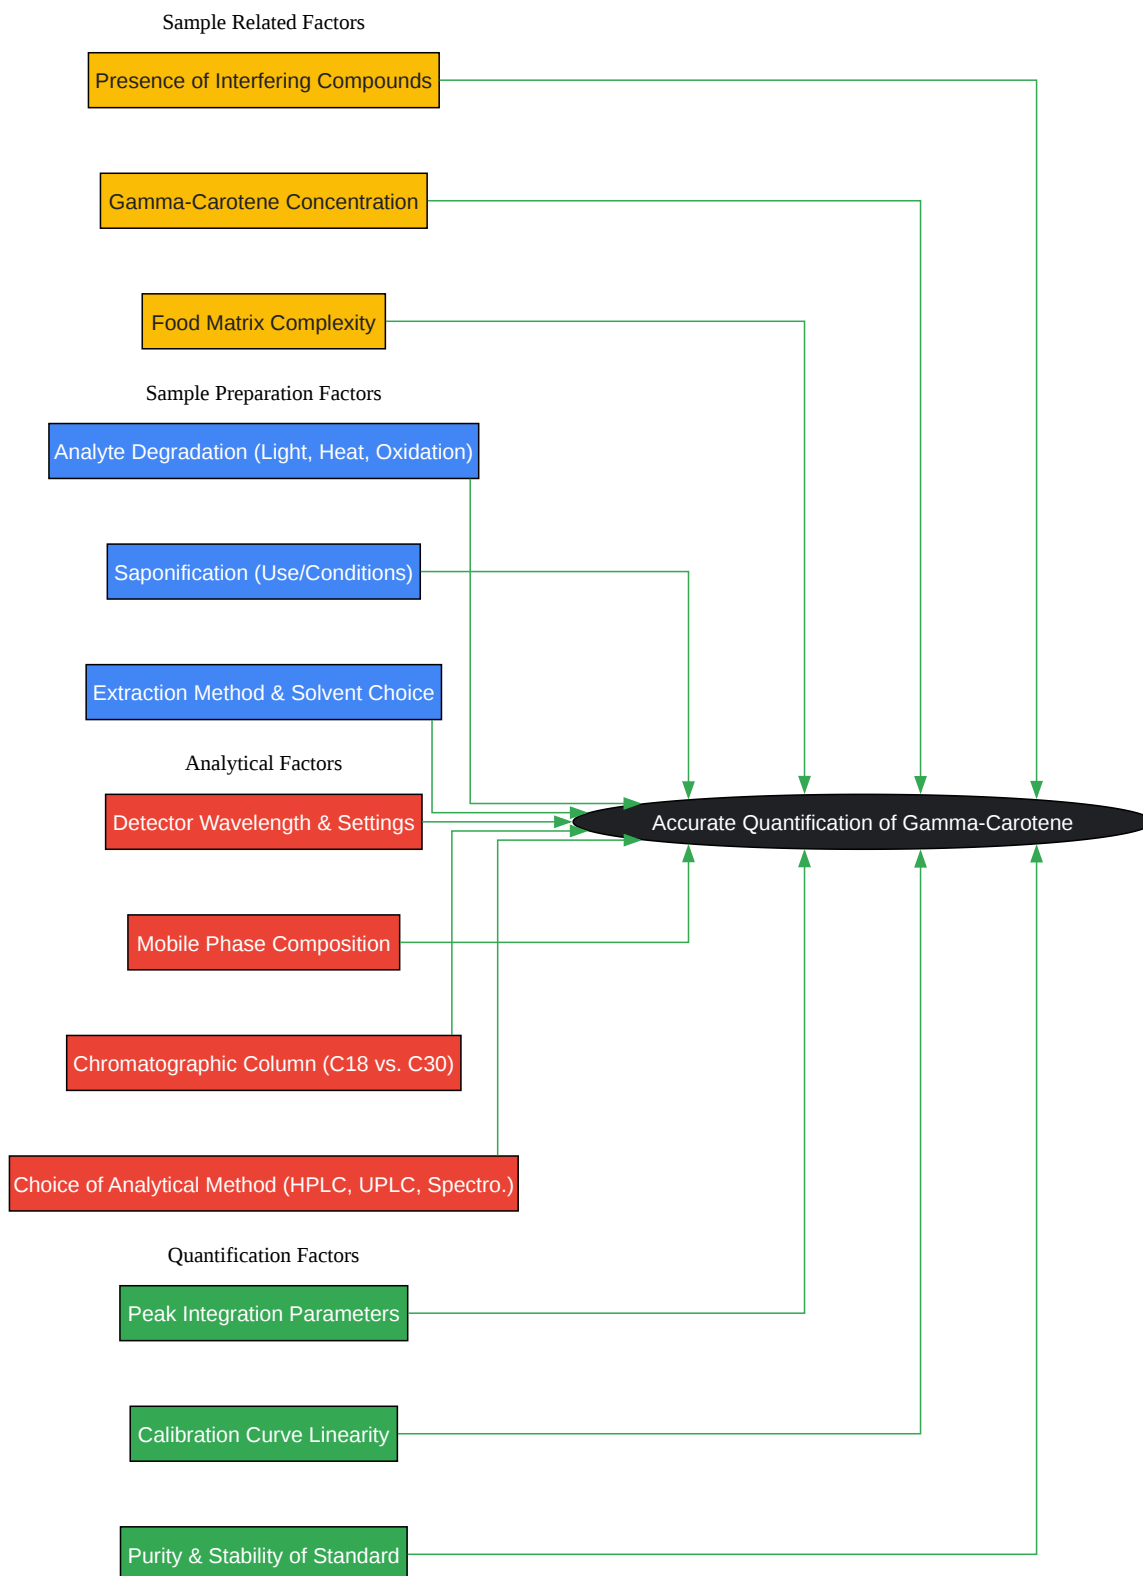 Sample Related Factors
Presence of Interfering Compounds
Gamma-Carotene Concentration
Food Matrix Complexity
Sample Preparation Factors
Analyte Degradation (Light, Heat, Oxidation)
Saponification (Use/Conditions)
Extraction Method & Solvent Choice
Analytical Factors
Detector Wavelength & Settings
Accurate Quantification of Gamma-Carotene
Mobile Phase Composition
Chromatographic Column (C18 vs. C30)
Choice of Analytical Method (HPLC, UPLC, Spectro.)
Quantification Factors
Peak Integration Parameters
Calibration Curve Linearity
Purity & Stability of Standard